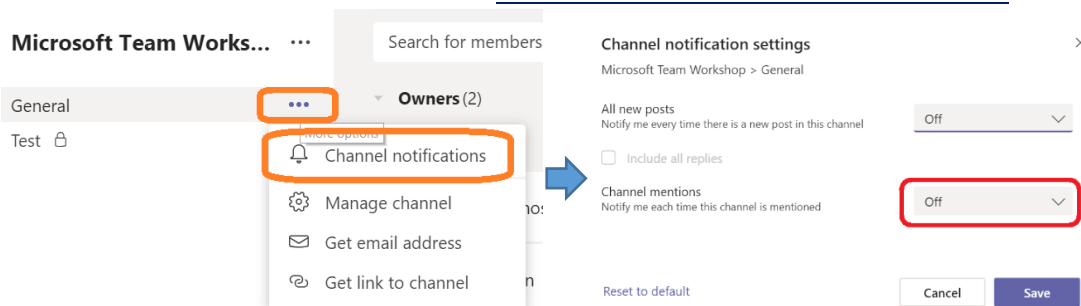 Microsoft Team Works... ...
General ...
Test
Search for members
Owners (2)
More options
Channel notifications
Manage channel
Get email address
Get link to channel
Channel notification settings
Microsoft Team Workshop > General
All new posts
Notify me every time there is a new post in this channel
Off
Include all replies
Channel mentions
Notify me each time this channel is mentioned
Off
Reset to default
Cancel
Save